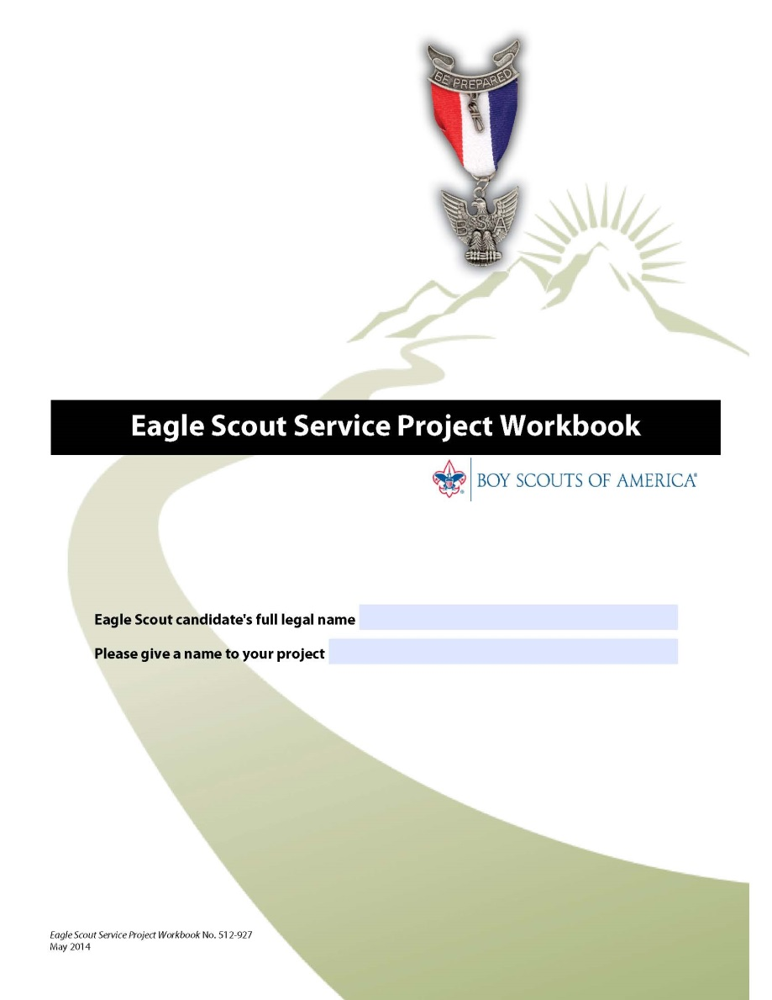 BE PREPARED
BSA
Eagle Scout Service Project Workbook
BOY SCOUTS OF AMERICA®
Eagle Scout candidate's full legal name
Please give a name to your project
Eagle Scout Service Project Workbook No. 512-927
May 2014